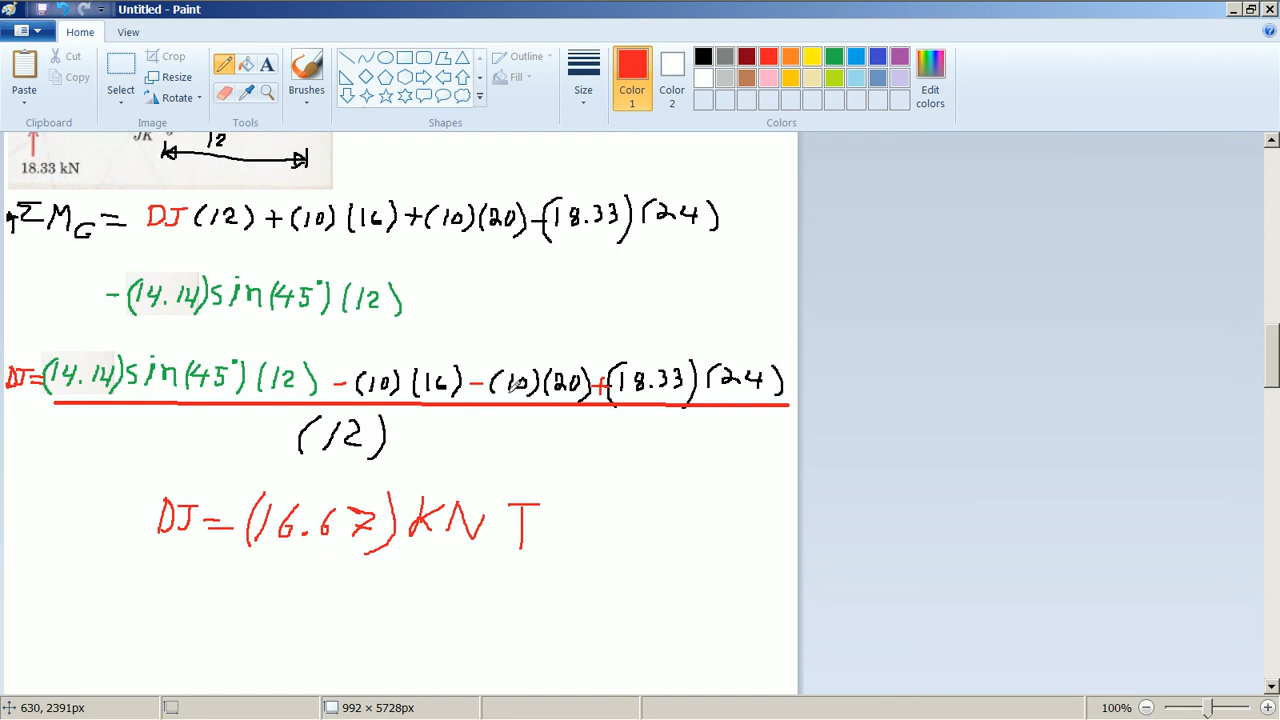 Untitled - Paint
Home View
Paste
Cut
Copy
Clipboard
Select
Crop
Resize
Rotate
Image
Tools
Brushes
Shapes
Outline
Fill
Size
Color 1
Color 2
Edit colors
Colors
JK
12
18.33 kN
ΣM_G = DJ(12) + (10)(16) + (10)(20) - (18.33)(24)
-(14.14)sin(45°)(12)
DJ= (14.14)sin(45°)(12) - (10)(16) - (10)(20) + (18.33)(24)
(12)
DJ = (16.67) KN T
630, 2391px
992 × 5728px
100%